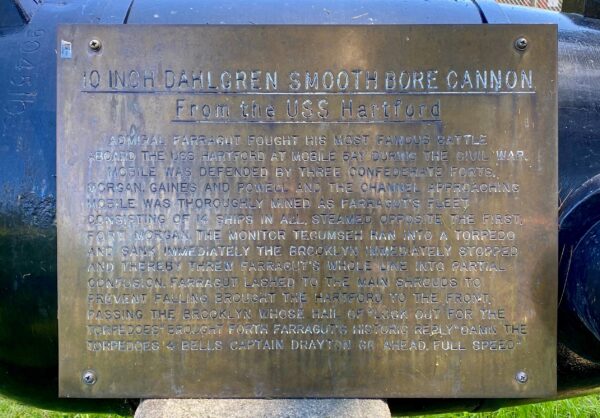 10 INCH DAHLGREN SMOOTH BORE CANNON
From the USS Hartford
ADMIRAL FARRAGUT FOUGHT HIS MOST FAMOUS BATTLE
ABOARD THE USS HARTFORD AT MOBILE BAY DURING THE CIVIL WAR.
MOBILE WAS DEFENDED BY THREE CONFEDERATE FORTS,
MORGAN, GAINES AND POWELL AND THE CHANNEL APPROACHING
MOBILE WAS THOROUGHLY MINED AS FARRAGUT'S FLEET,
CONSISTING OF 14 SHIPS IN ALL, STEAMED OPPOSITE THE FIRST,
FORT MORGAN, THE MONITOR TECUMSEH RAN INTO A TORPEDO
AND SANK IMMEDIATELY THE BROOKLYN IMMEDIATELY STOPPED
AND THEREBY THREW FARRAGUT'S WHOLE LINE INTO PARTIAL
CONFUSION. FARRAGUT LASHED TO THE MAIN SHROUDS TO
PREVENT FALLING BROUGHT THE HARTFORD TO THE FRONT,
PASSING THE BROOKLYN WHOSE HAIL OF "LOOK OUT FOR THE
TORPEDOES" BROUGHT FORTH FARRAGUT'S HISTORIC REPLY "DAMN THE
TORPEDOES 4 BELLS CAPTAIN DRAYTON GO AHEAD, FULL SPEED"